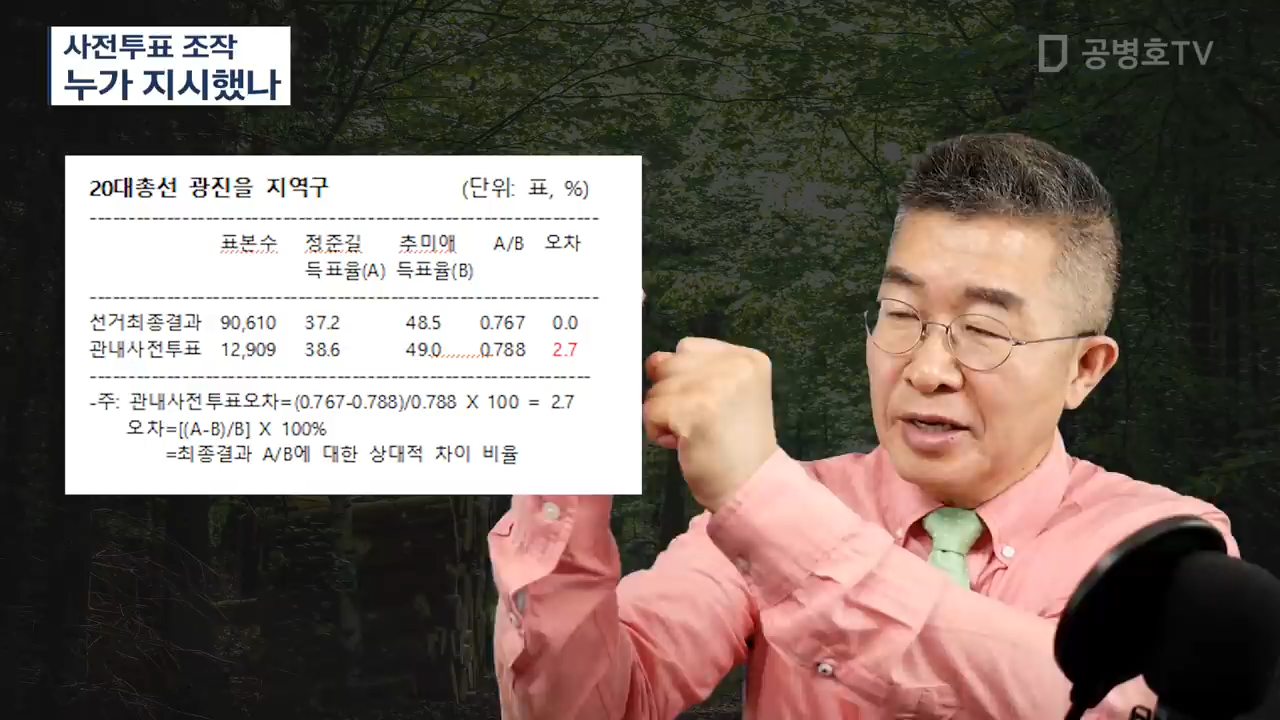 사전투표 조작
누가 지시했나
공병호TV
20대총선 광진을 지역구 (단위: 표, %)
표본수 정준길 추미애 A/B 오차
득표율(A) 득표율(B)
선거최종결과 90,610 37.2 48.5 0.767 0.0
관내사전투표 12,909 38.6 49.0 0.788 2.7
-주: 관내사전투표오차=(0.767-0.788)/0.788 X 100 = 2.7
오차=[(A-B)/B] X 100%
=최종결과 A/B에 대한 상대적 차이 비율